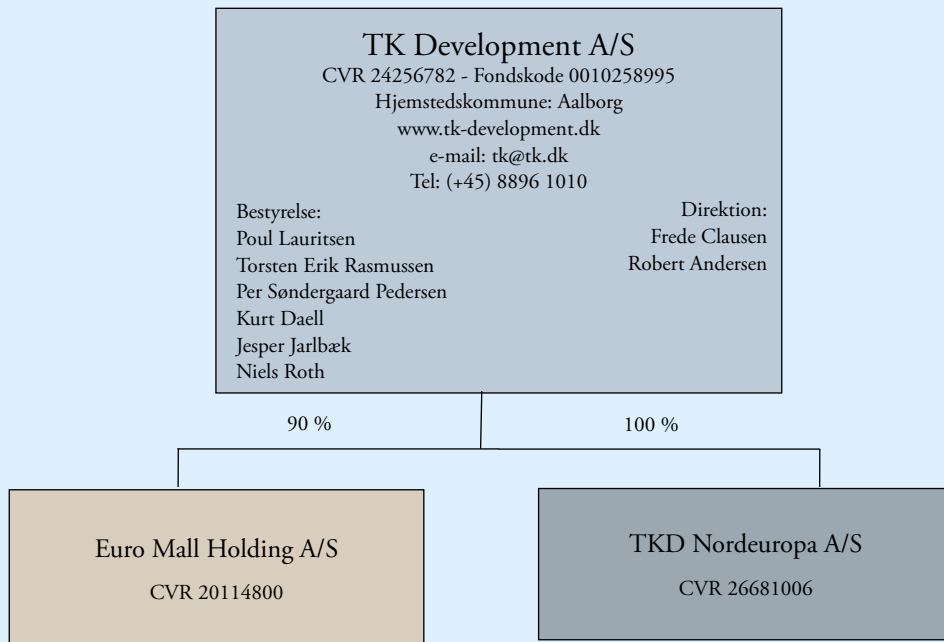 TK Development A/S
CVR 24256782 - Fondskode 0010258995
Hjemstedskommune: Aalborg
www.tk-development.dk
e-mail: tk@tk.dk
Tel: (+45) 8896 1010
Bestyrelse:
Poul Lauritsen
Torsten Erik Rasmussen
Per Søndergaard Pedersen
Kurt Daell
Jesper Jarlbæk
Niels Roth
Direktion:
Frede Clausen
Robert Andersen
90 %
100 %
Euro Mall Holding A/S
CVR 20114800
TKD Nordeuropa A/S
CVR 26681006